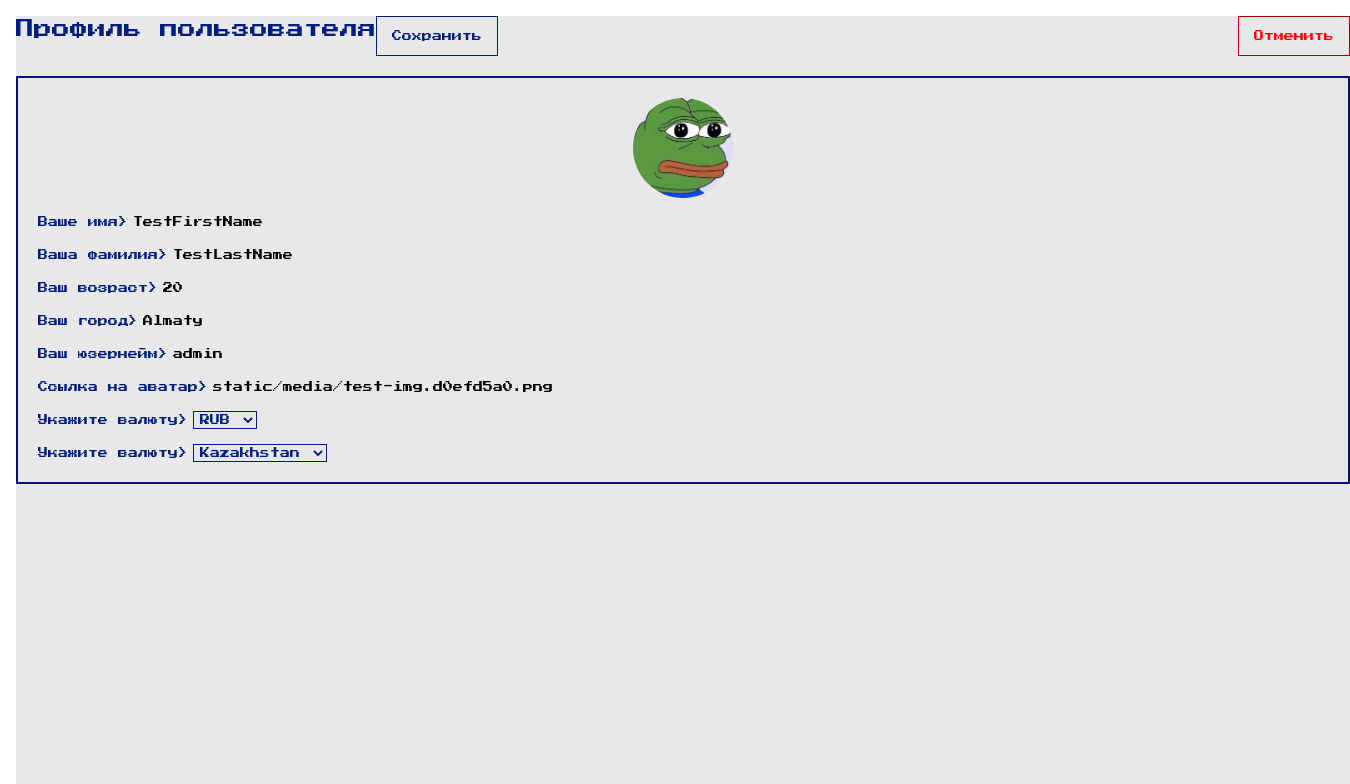 Профиль пользователя Сохранить Отменить
Ваше имя> TestFirstName
Ваша фамилия> TestLastName
Ваш возраст> 20
Ваш город> Almaty
Ваш юзернейм> admin
Ссылка на аватар> static/media/test-img.d0efd5a0.png
Укажите валюту> RUB
Укажите валюту> Kazakhstan